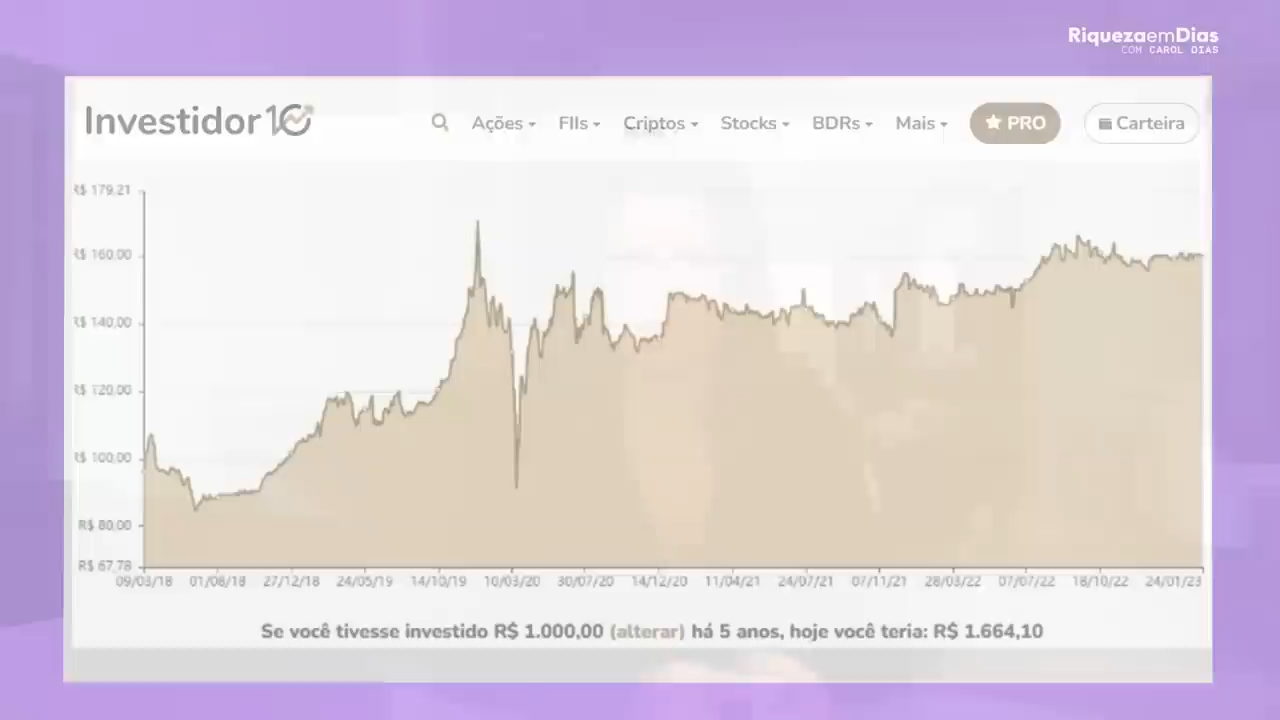 RiquezaemDias
COM CAROL DIAS
Investidor 10
Ações FIIs Criptos Stocks BDRs Mais PRO Carteira
R$ 179,21
R$ 160,00
R$ 140,00
R$ 120,00
R$ 100,00
R$ 80,00
R$ 67,78
09/03/18 01/08/18 27/12/18 24/05/19 14/10/19 10/03/20 30/07/20 14/12/20 11/04/21 24/07/21 07/11/21 28/03/22 07/07/22 18/10/22 24/01/23
Se você tivesse investido R$ 1.000,00 (alterar) há 5 anos, hoje você teria: R$ 1.664,10